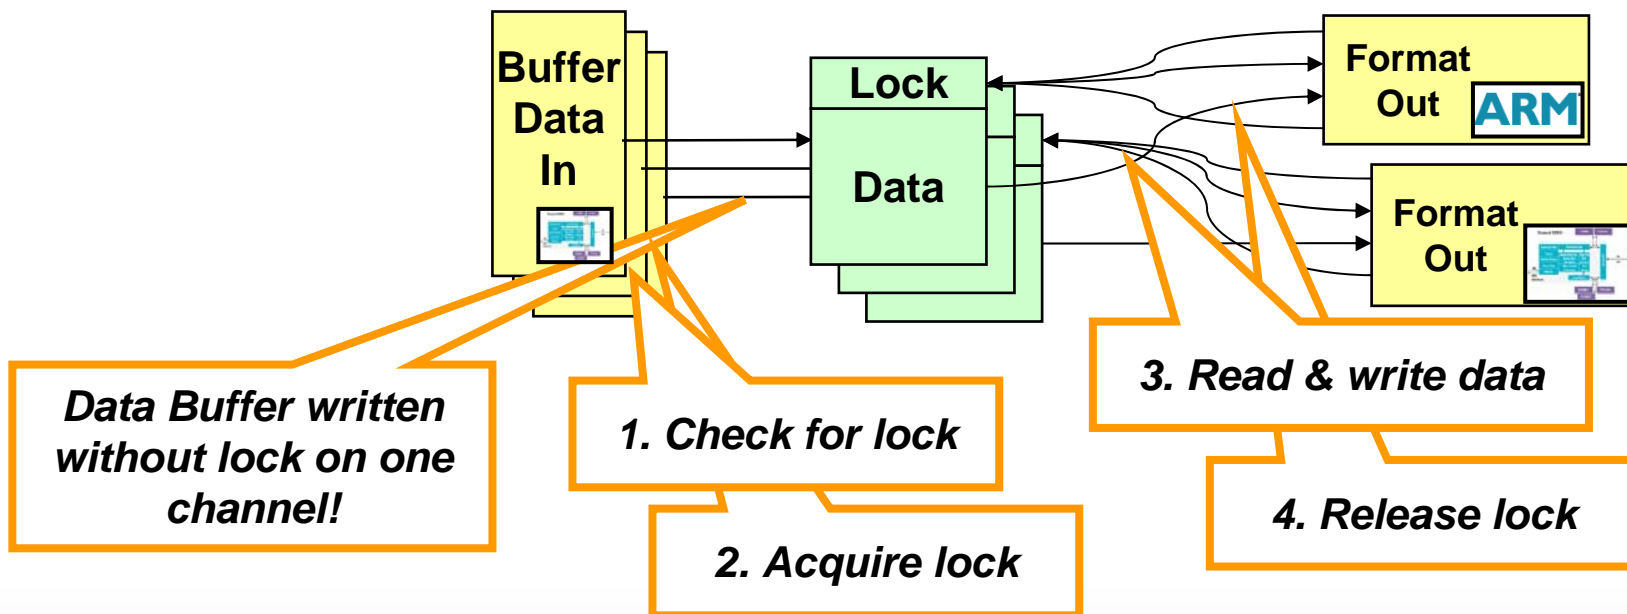 Buffer
Data
In
Lock
Data
Format
Out
ARM
Format
Out
Data Buffer written
without lock on one
channel!
1. Check for lock
2. Acquire lock
3. Read & write data
4. Release lock